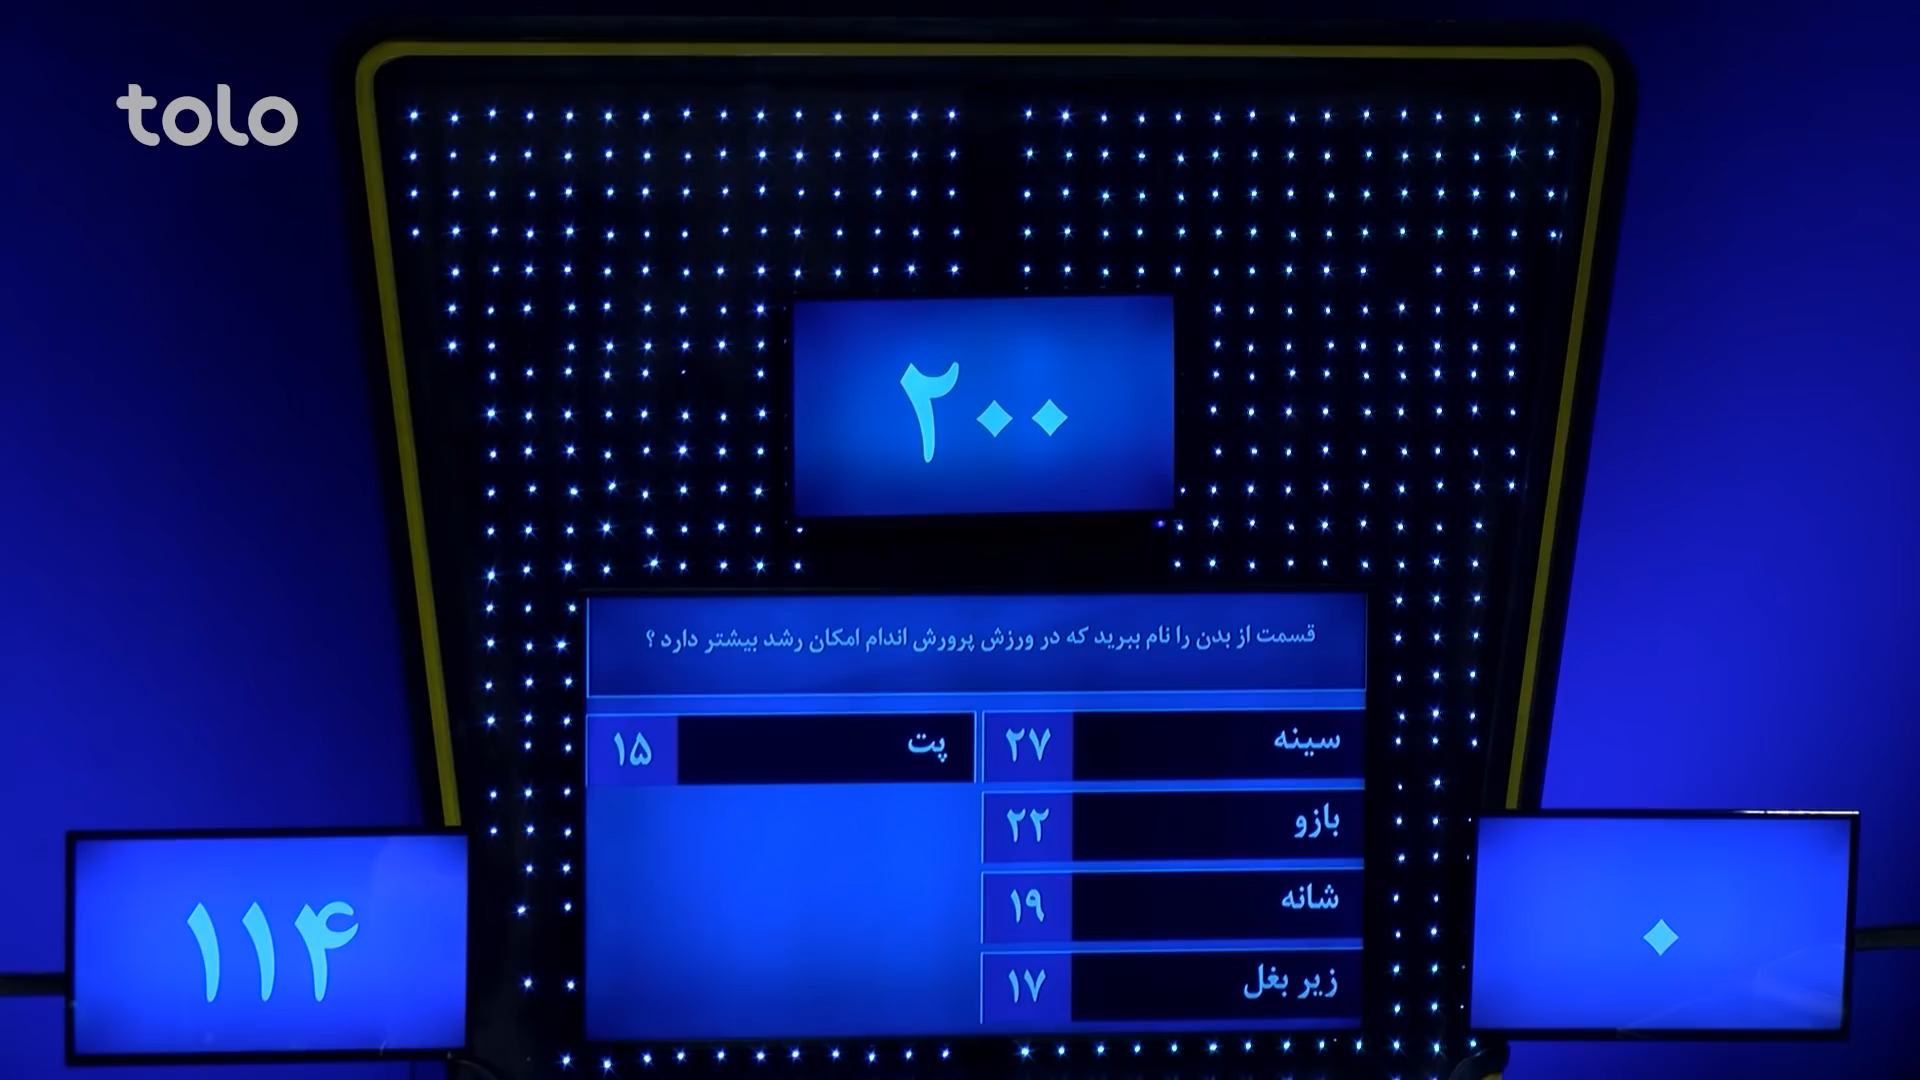 tolo
۲۰۰
قسمت از بدن را نام ببرید که در ورزش پرورش اندام امکان رشد بیشتر دارد ؟
سینه ۲۷
بازو ۲۲
شانه ۱۹
زیر بغل ۱۷
پت ۱۵
۱۱۴
۰